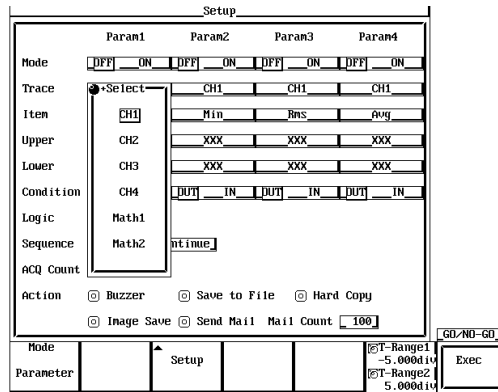 Setup
Param1 Param2 Param3 Param4
Mode OFF ON OFF ON OFF ON OFF ON
Trace +Select CH1 CH1 CH1
Item CH1 Min Rms Avg
Upper CH2 XXX XXX XXX
Lower CH3 XXX XXX XXX
Condition CH4 OUT IN OUT IN OUT IN
Logic Math1
Sequence Math2 ntinue
ACQ Count
Action Buzzer Save to File Hard Copy
Image Save Send Mail Mail Count 100
GO/NO-GO
Mode Parameter
Setup
T-Range1
-5.000div
T-Range2
5.000div
Exec